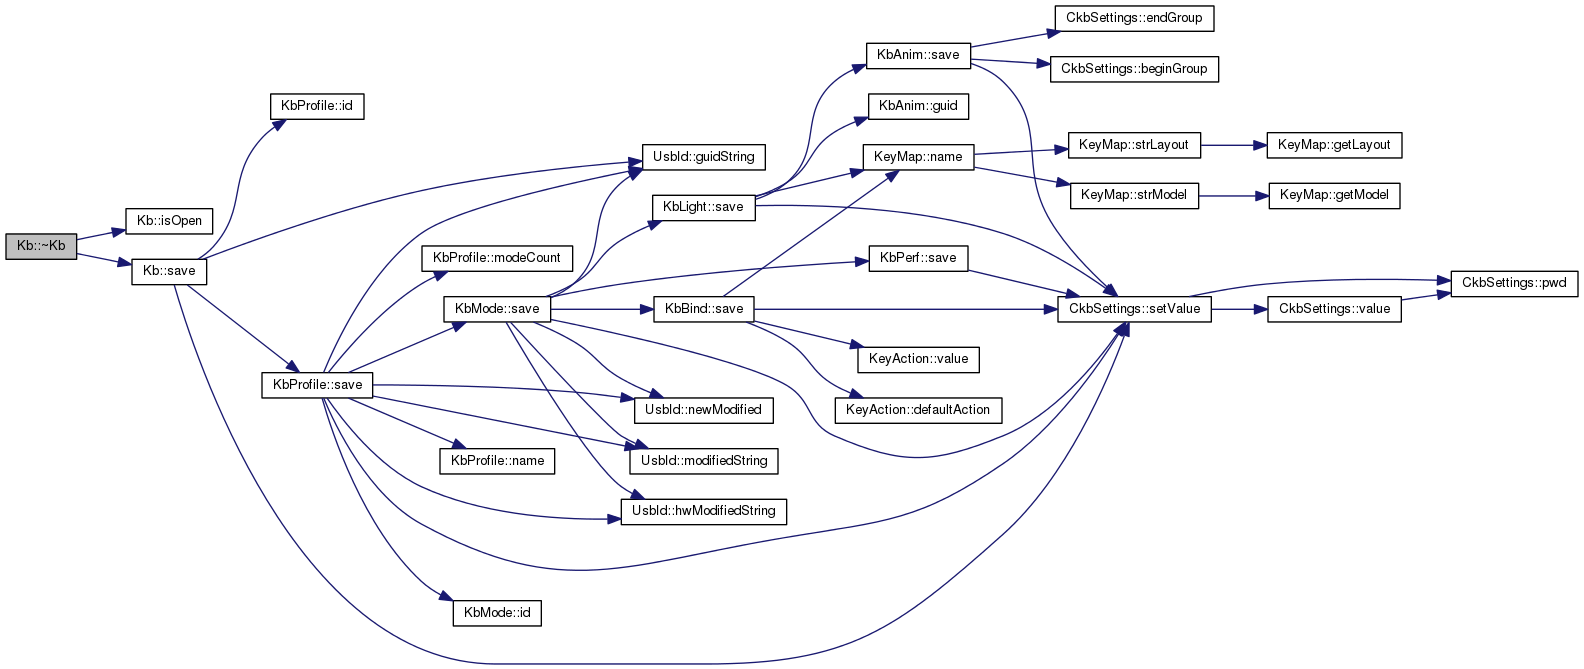 CkbSettings::endGroup
KbAnim::save
CkbSettings::beginGroup
KbProfile::id
KbAnim::guid
UsbId::guidString
KeyMap::name
KeyMap::strLayout
KeyMap::getLayout
KeyMap::strModel
KeyMap::getModel
KbLight::save
Kb::isOpen
Kb::~Kb
Kb::save
KbProfile::modeCount
KbPerf::save
CkbSettings::pwd
KbMode::save
KbBind::save
CkbSettings::setValue
CkbSettings::value
KeyAction::value
KbProfile::save
UsbId::newModified
KeyAction::defaultAction
KbProfile::name
UsbId::modifiedString
UsbId::hwModifiedString
KbMode::id